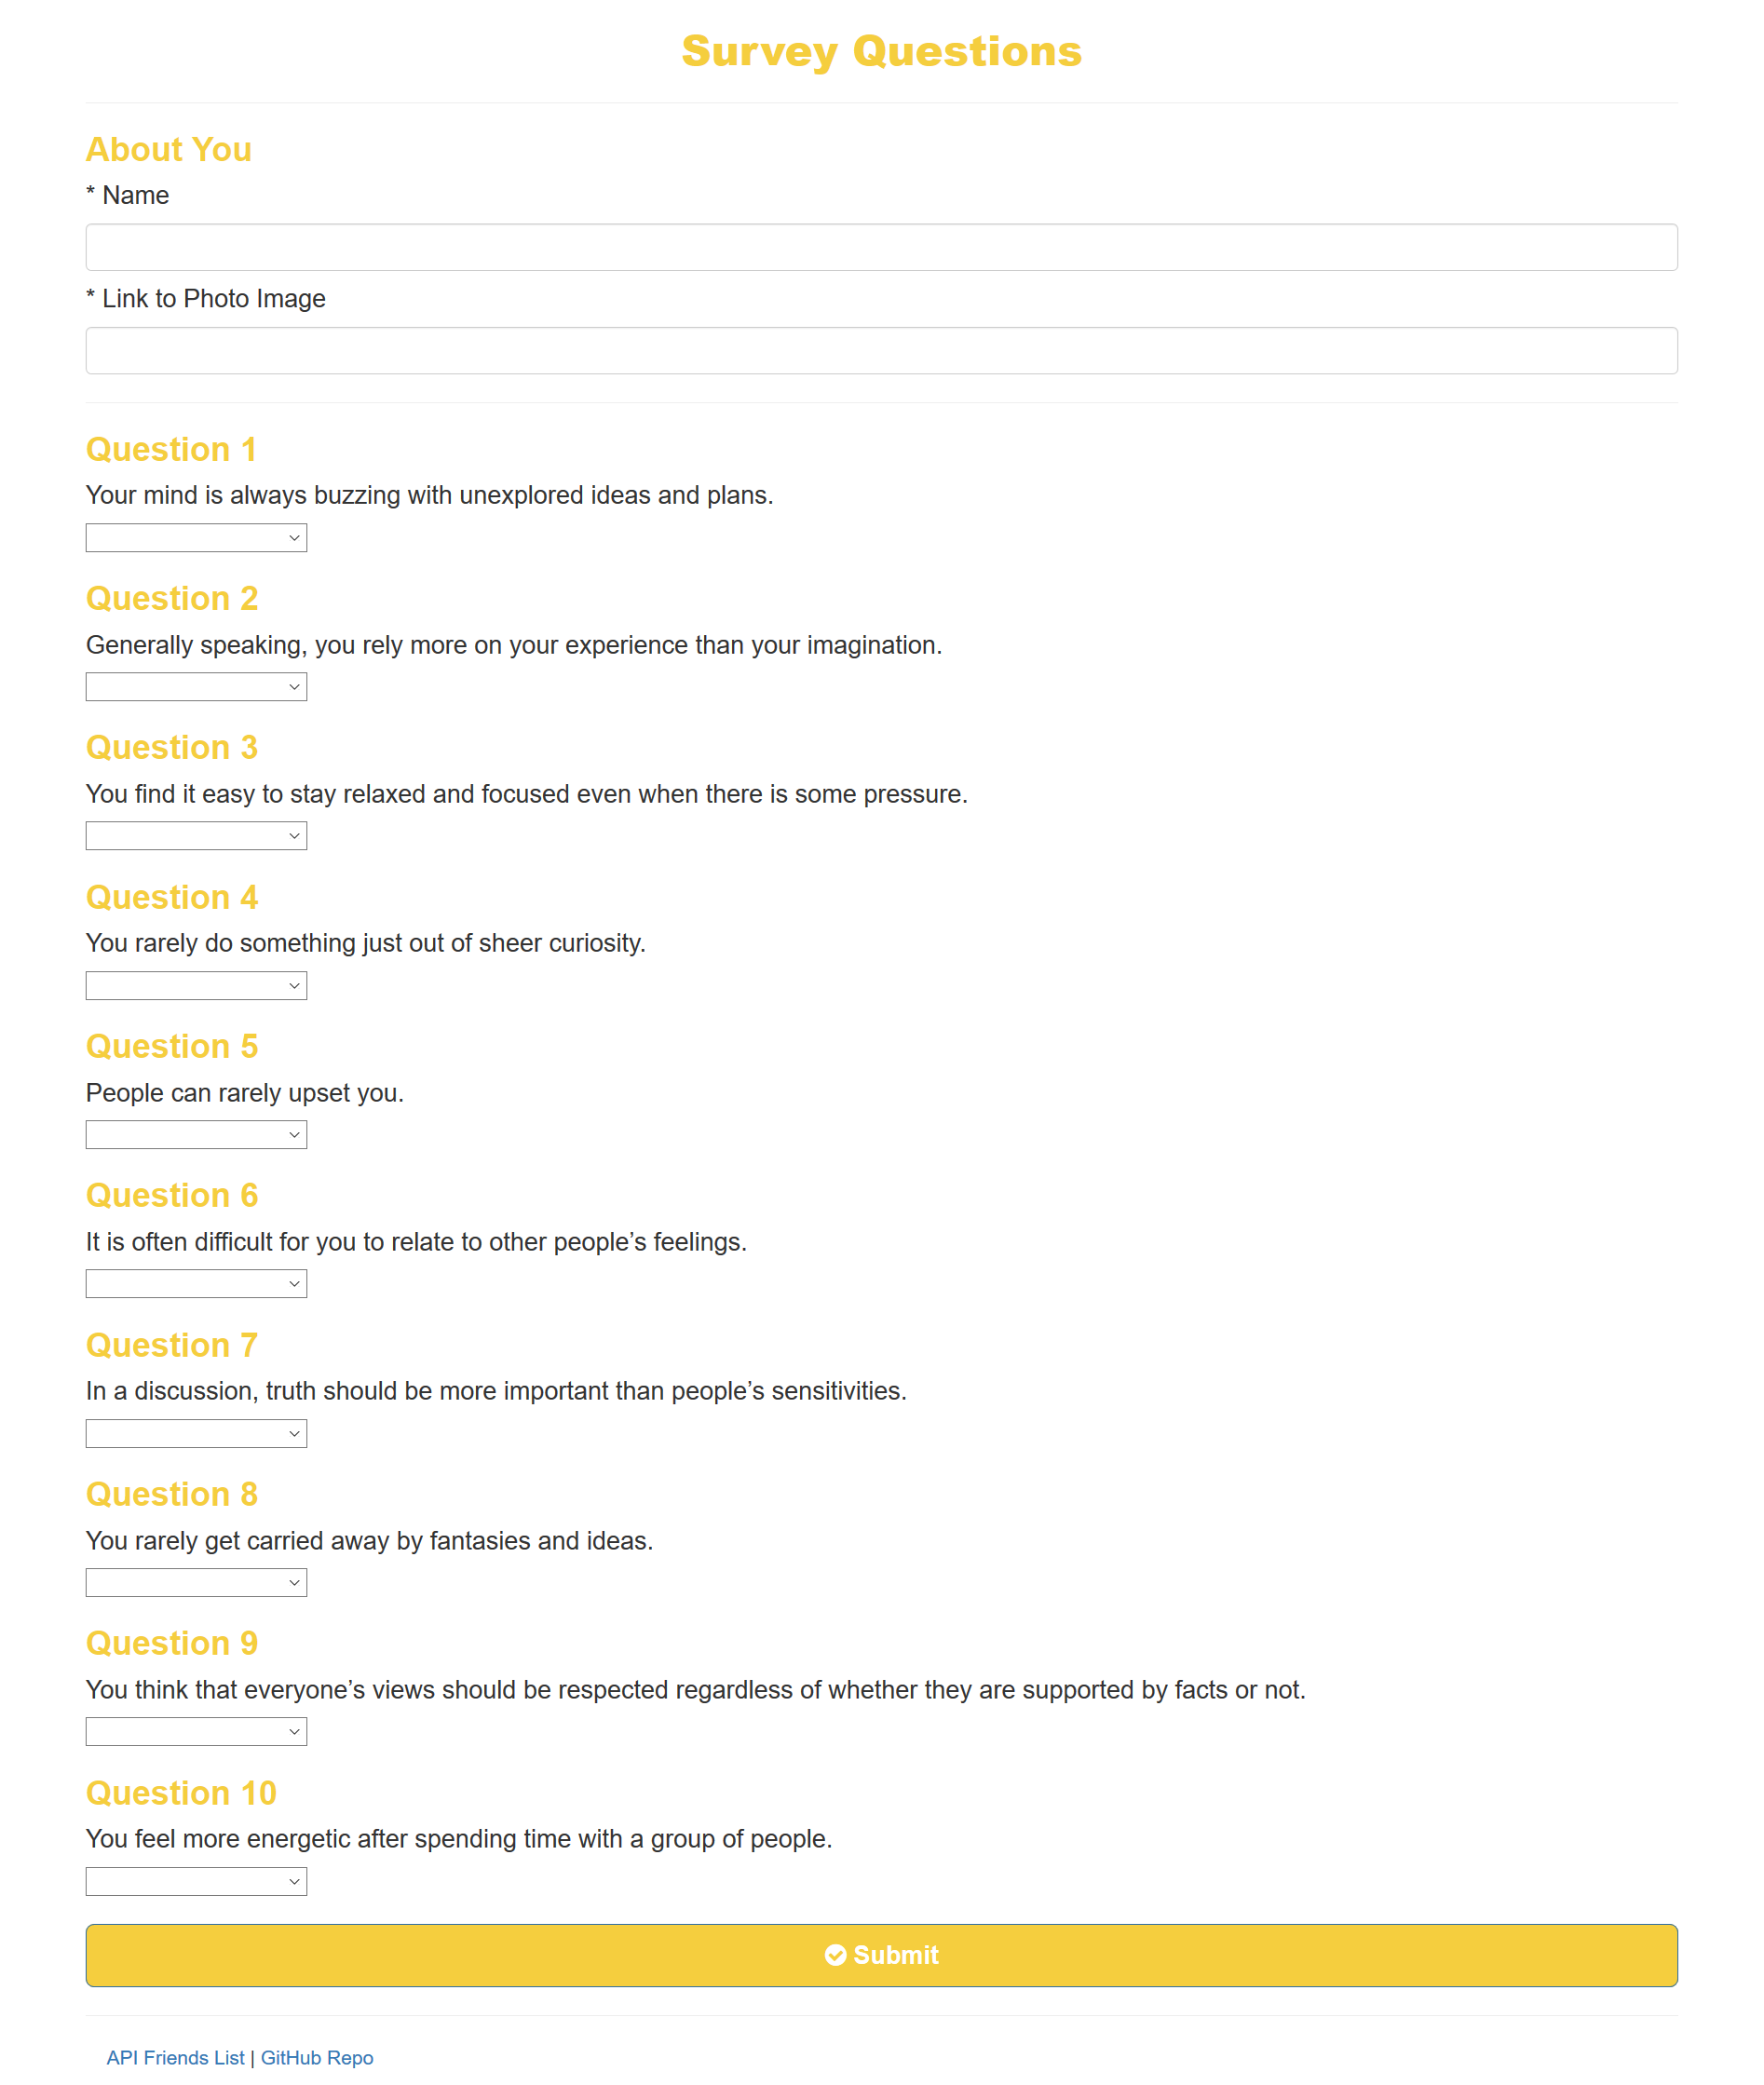 Survey Questions
About You
* Name
* Link to Photo Image
Question 1
Your mind is always buzzing with unexplored ideas and plans.
Question 2
Generally speaking, you rely more on your experience than your imagination.
Question 3
You find it easy to stay relaxed and focused even when there is some pressure.
Question 4
You rarely do something just out of sheer curiosity.
Question 5
People can rarely upset you.
Question 6
It is often difficult for you to relate to other people’s feelings.
Question 7
In a discussion, truth should be more important than people’s sensitivities.
Question 8
You rarely get carried away by fantasies and ideas.
Question 9
You think that everyone’s views should be respected regardless of whether they are supported by facts or not.
Question 10
You feel more energetic after spending time with a group of people.
Submit
API Friends List | GitHub Repo